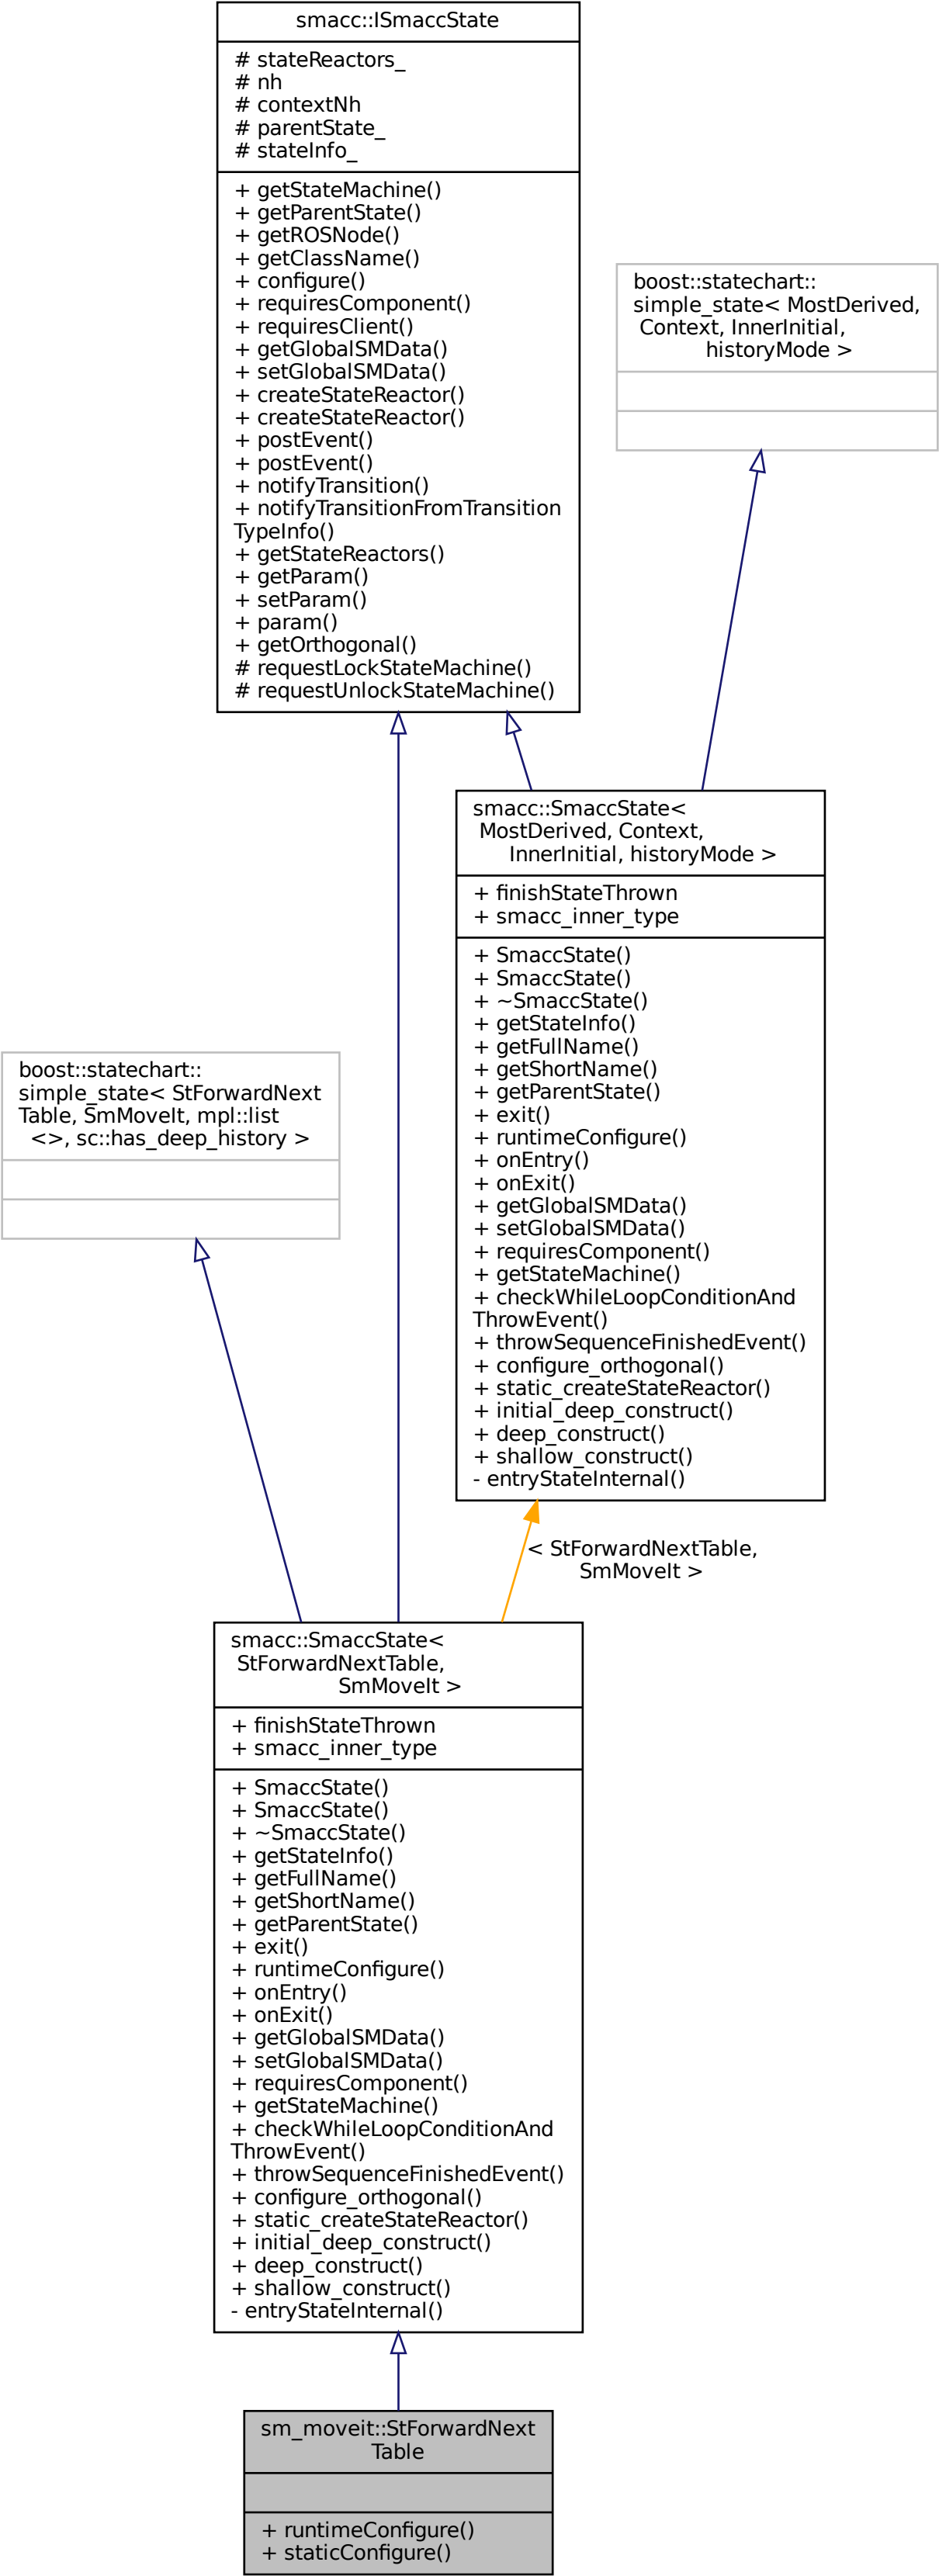 smacc::ISmaccState
# stateReactors_
# nh
# contextNh
# parentState_
# stateInfo_
+ getStateMachine()
+ getParentState()
+ getROSNode()
+ getClassName()
+ configure()
+ requiresComponent()
+ requiresClient()
+ getGlobalSMData()
+ setGlobalSMData()
+ createStateReactor()
+ createStateReactor()
+ postEvent()
+ postEvent()
+ notifyTransition()
+ notifyTransitionFromTransition
TypeInfo()
+ getStateReactors()
+ getParam()
+ setParam()
+ param()
+ getOrthogonal()
# requestLockStateMachine()
# requestUnlockStateMachine()
boost::statechart::
simple_state< MostDerived,
Context, InnerInitial,
historyMode >
smacc::SmaccState<
MostDerived, Context,
InnerInitial, historyMode >
+ finishStateThrown
+ smacc_inner_type
+ SmaccState()
+ SmaccState()
+ ~SmaccState()
+ getStateInfo()
+ getFullName()
+ getShortName()
+ getParentState()
+ exit()
+ runtimeConfigure()
+ onEntry()
+ onExit()
+ getGlobalSMData()
+ setGlobalSMData()
+ requiresComponent()
+ getStateMachine()
+ checkWhileLoopConditionAnd
ThrowEvent()
+ throwSequenceFinishedEvent()
+ configure_orthogonal()
+ static_createStateReactor()
+ initial_deep_construct()
+ deep_construct()
+ shallow_construct()
- entryStateInternal()
boost::statechart::
simple_state< StForwardNext
Table, SmMoveIt, mpl::list
<>, sc::has_deep_history >
< StForwardNextTable,
SmMoveIt >
smacc::SmaccState<
StForwardNextTable,
SmMoveIt >
+ finishStateThrown
+ smacc_inner_type
+ SmaccState()
+ SmaccState()
+ ~SmaccState()
+ getStateInfo()
+ getFullName()
+ getShortName()
+ getParentState()
+ exit()
+ runtimeConfigure()
+ onEntry()
+ onExit()
+ getGlobalSMData()
+ setGlobalSMData()
+ requiresComponent()
+ getStateMachine()
+ checkWhileLoopConditionAnd
ThrowEvent()
+ throwSequenceFinishedEvent()
+ configure_orthogonal()
+ static_createStateReactor()
+ initial_deep_construct()
+ deep_construct()
+ shallow_construct()
- entryStateInternal()
sm_moveit::StForwardNext
Table
+ runtimeConfigure()
+ staticConfigure()